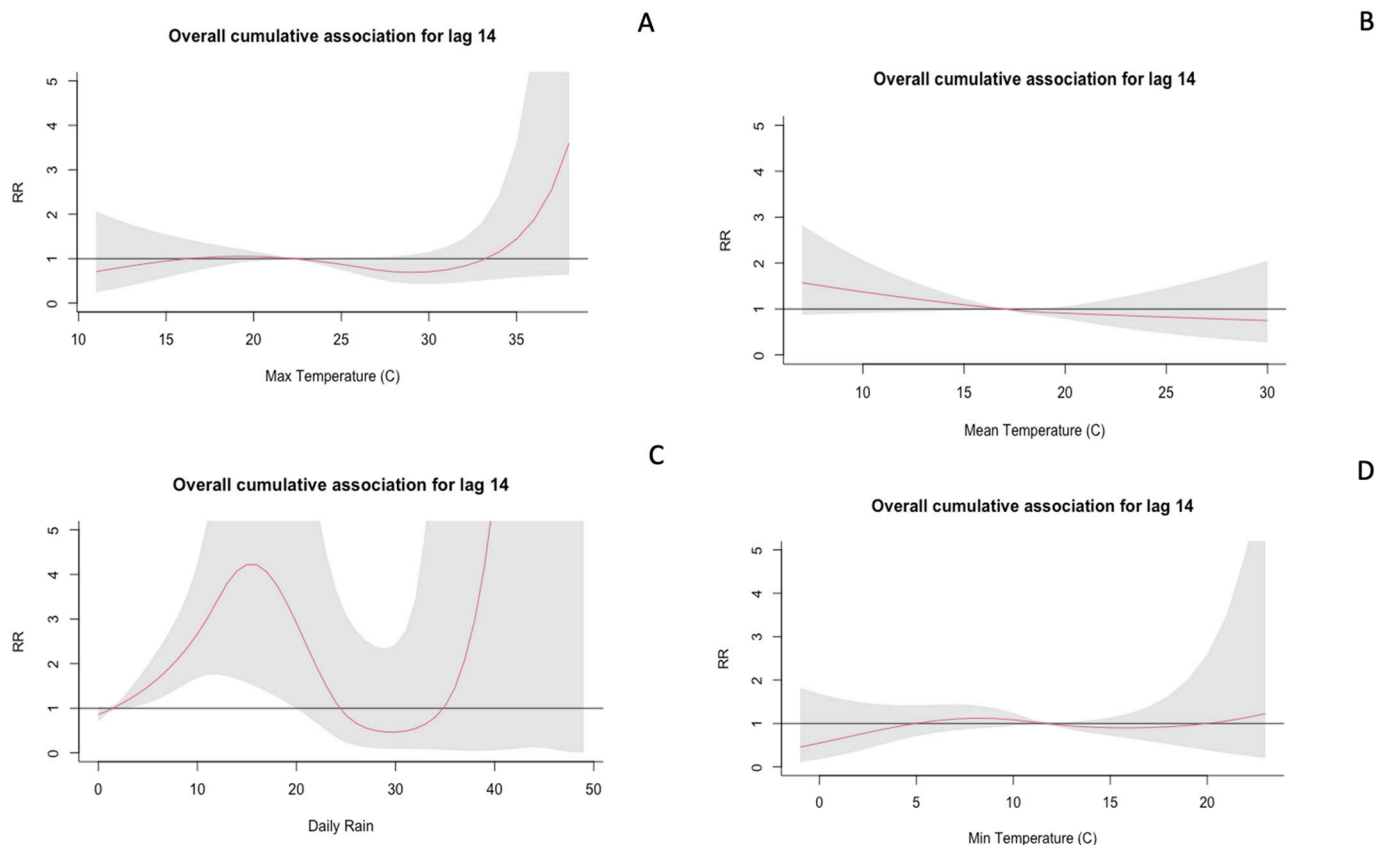 A
Overall cumulative association for lag 14
5
4
3
2
1
0
RR
10 15 20 25 30 35
Max Temperature (C)
B
Overall cumulative association for lag 14
5
4
3
2
1
0
RR
10 15 20 25 30
Mean Temperature (C)
C
Overall cumulative association for lag 14
5
4
3
2
1
0
RR
0 10 20 30 40 50
Daily Rain
D
Overall cumulative association for lag 14
5
4
3
2
1
0
RR
0 5 10 15 20
Min Temperature (C)